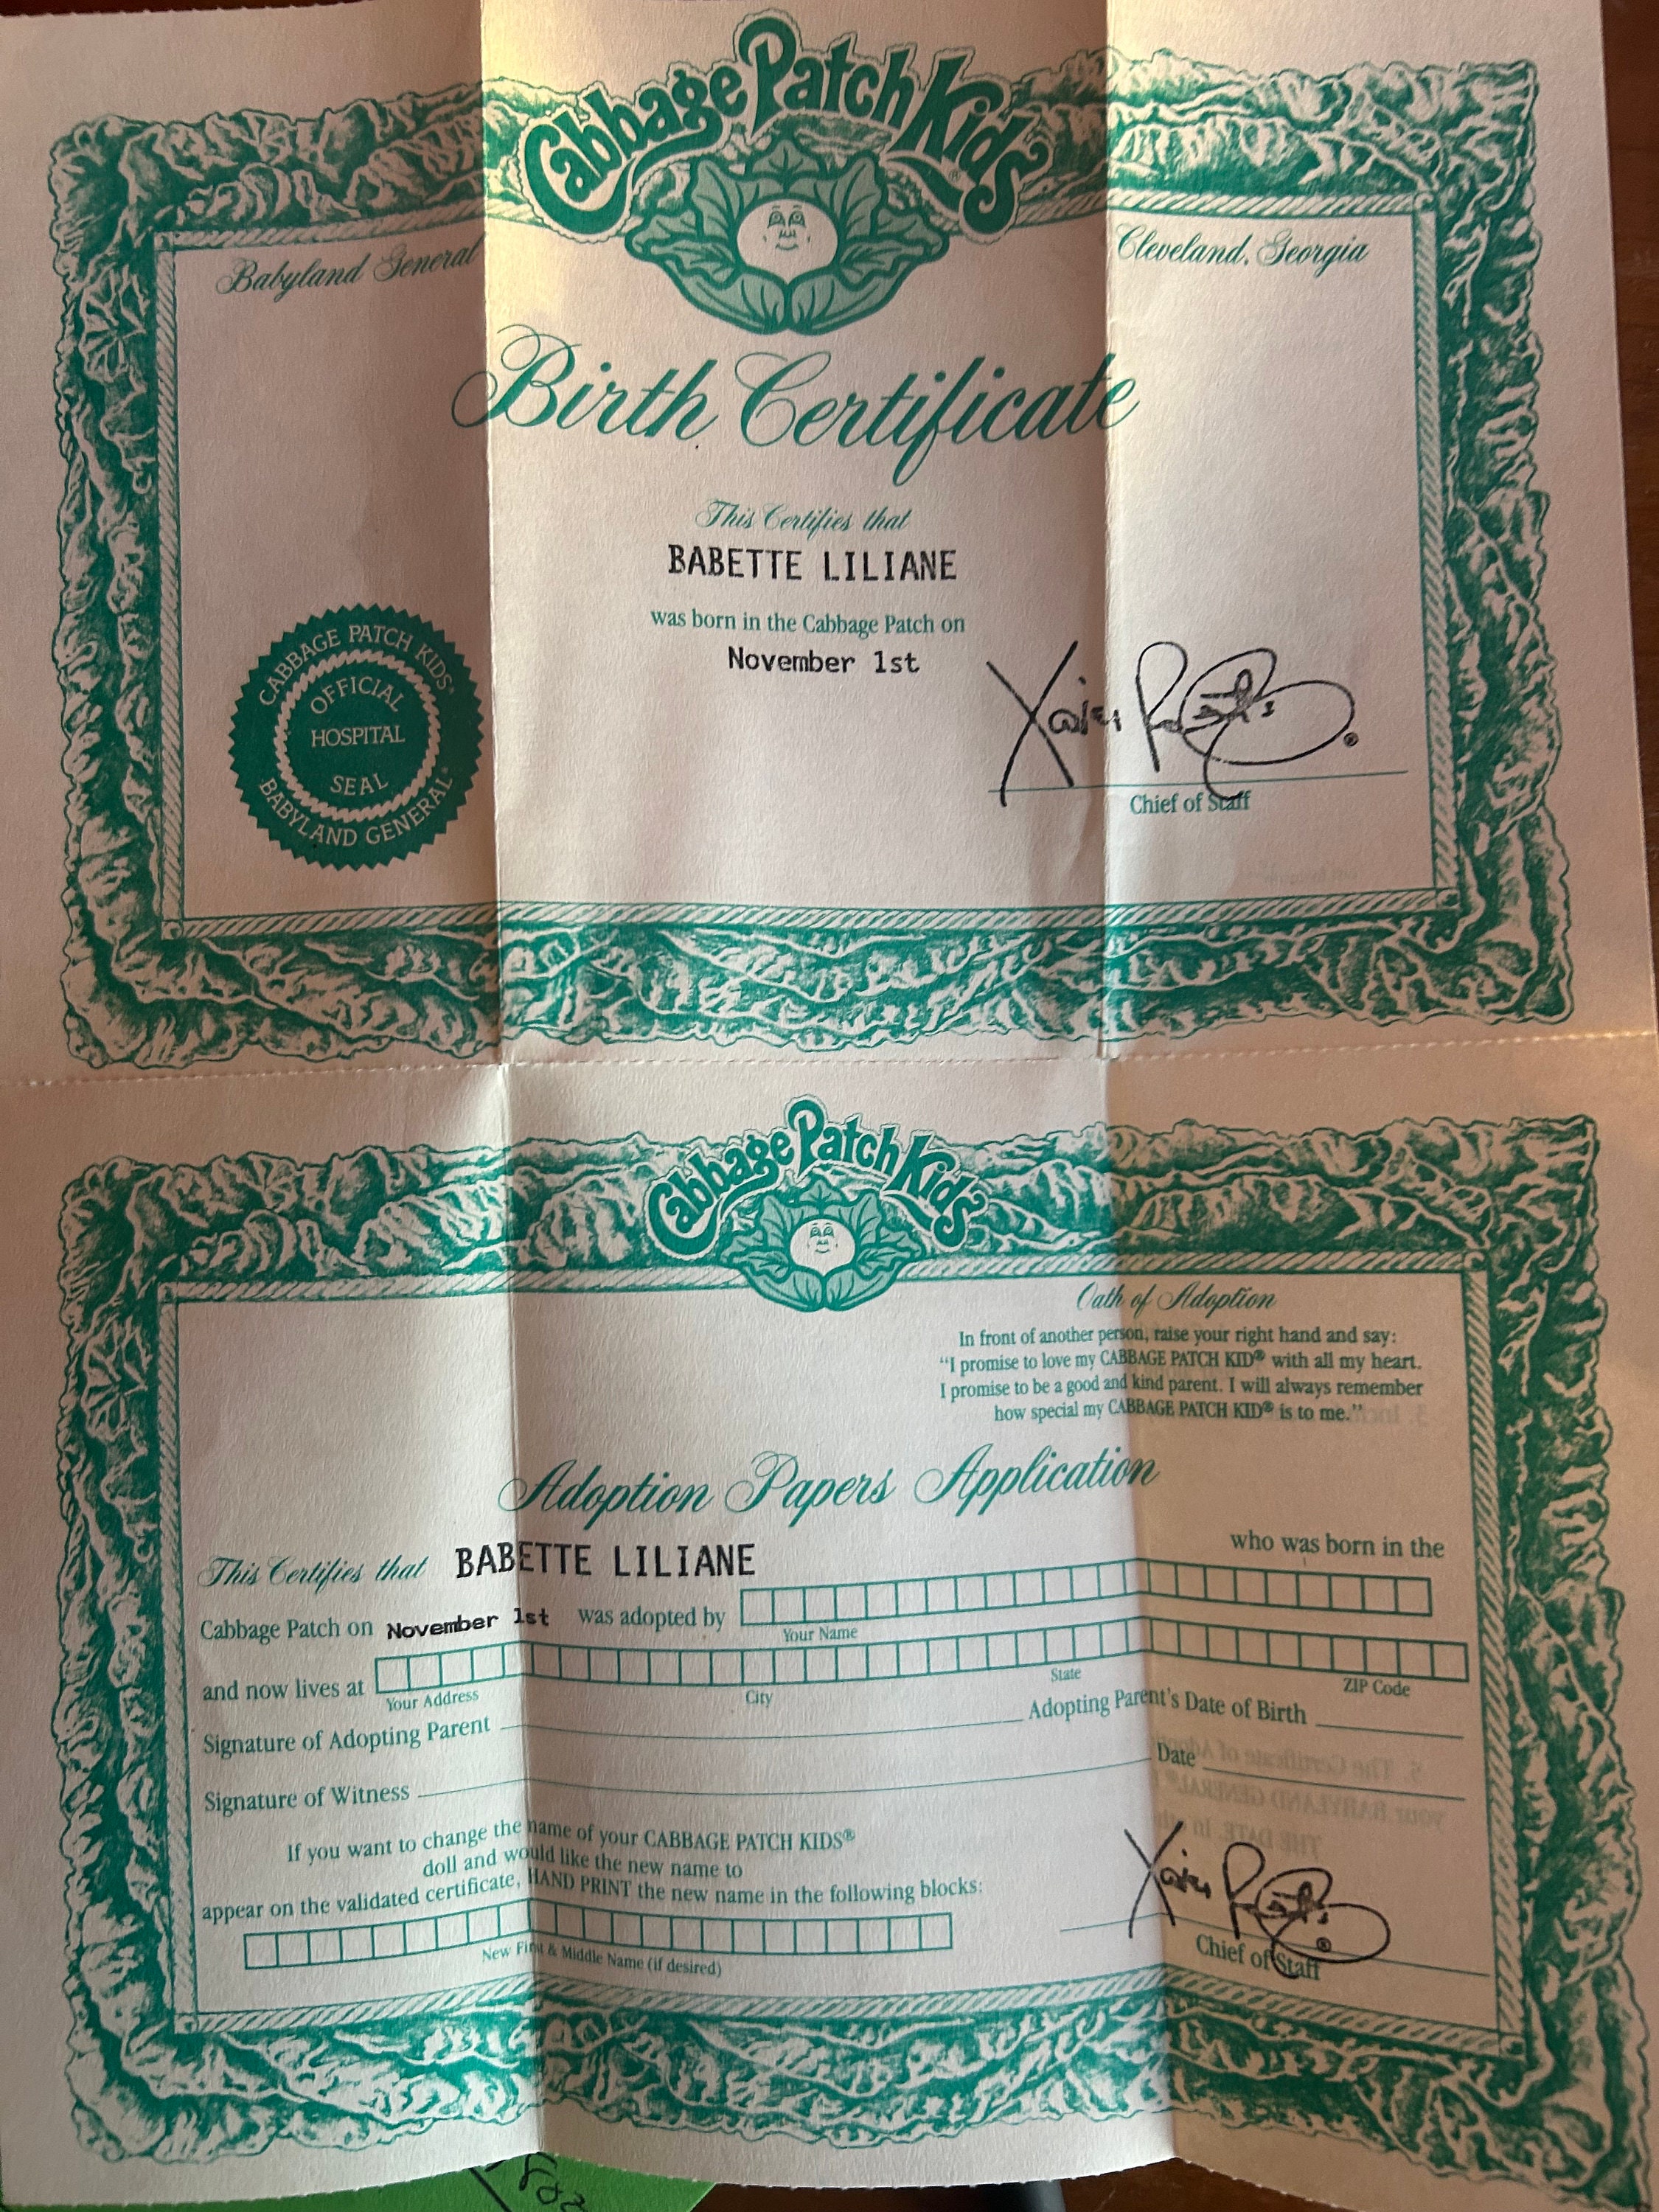 Cabbage Patch Kids®
Babyland General
Cleveland, Georgia
Birth Certificate
This Certifies that
BABETTE LILIANE
was born in the Cabbage Patch on
November 1st
CABBAGE PATCH KIDS®
OFFICIAL
HOSPITAL
SEAL
BABYLAND GENERAL®
Xavier Roberts ®
Chief of Staff
Cabbage Patch Kids
Oath of Adoption
In front of another person, raise your right hand and say:
“I promise to love my CABBAGE PATCH KID® with all my heart.
I promise to be a good and kind parent. I will always remember
how special my CABBAGE PATCH KID® is to me.”
Adoption Papers Application
This Certifies that BABETTE LILIANE who was born in the
Cabbage Patch on November 1st was adopted by
Your Name
and now lives at
Your Address City State ZIP Code
Signature of Adopting Parent Adopting Parent's Date of Birth
Signature of Witness Date
If you want to change the name of your CABBAGE PATCH KIDS®
doll and would like the new name to
appear on the validated certificate, HAND PRINT the new name in the following blocks:
New First & Middle Name (if desired)
Xavier Roberts ®
Chief of Staff